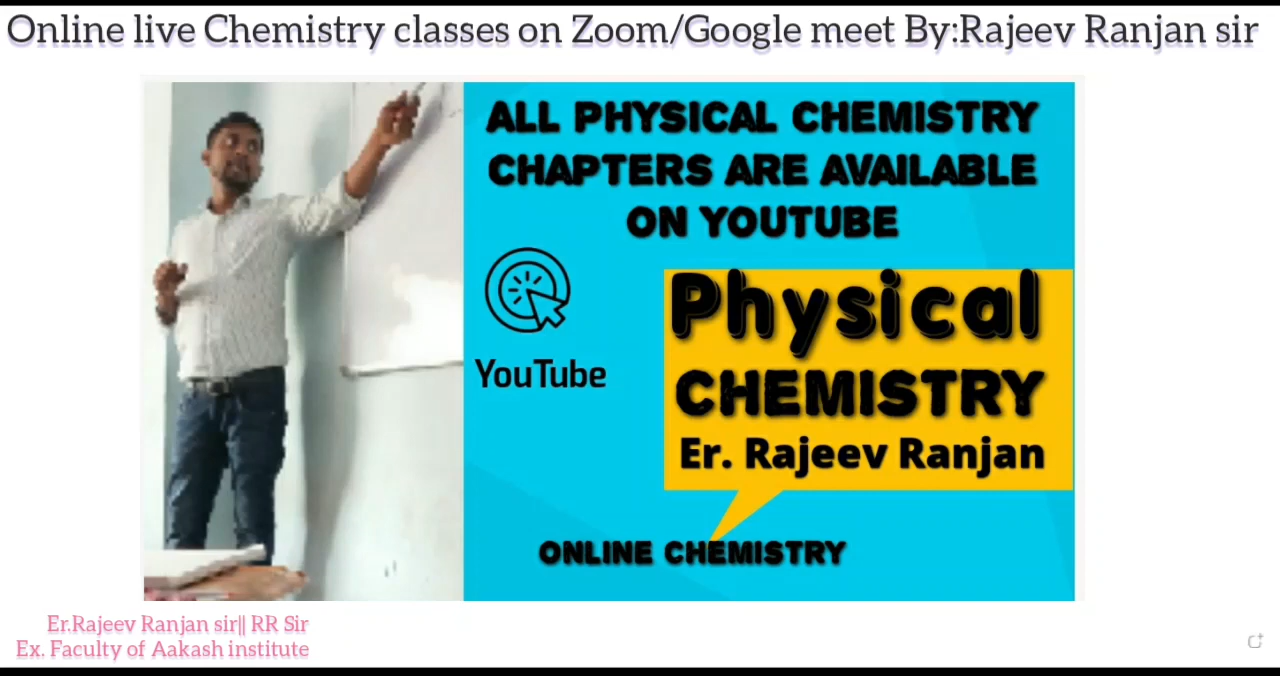 Online live Chemistry classes on Zoom/Google meet By:Rajeev Ranjan sir
ALL PHYSICAL CHEMISTRY
CHAPTERS ARE AVAILABLE
ON YOUTUBE
YouTube
Physical
CHEMISTRY
Er. Rajeev Ranjan
ONLINE CHEMISTRY
Er.Rajeev Ranjan sir|| RR Sir
Ex. Faculty of Aakash institute